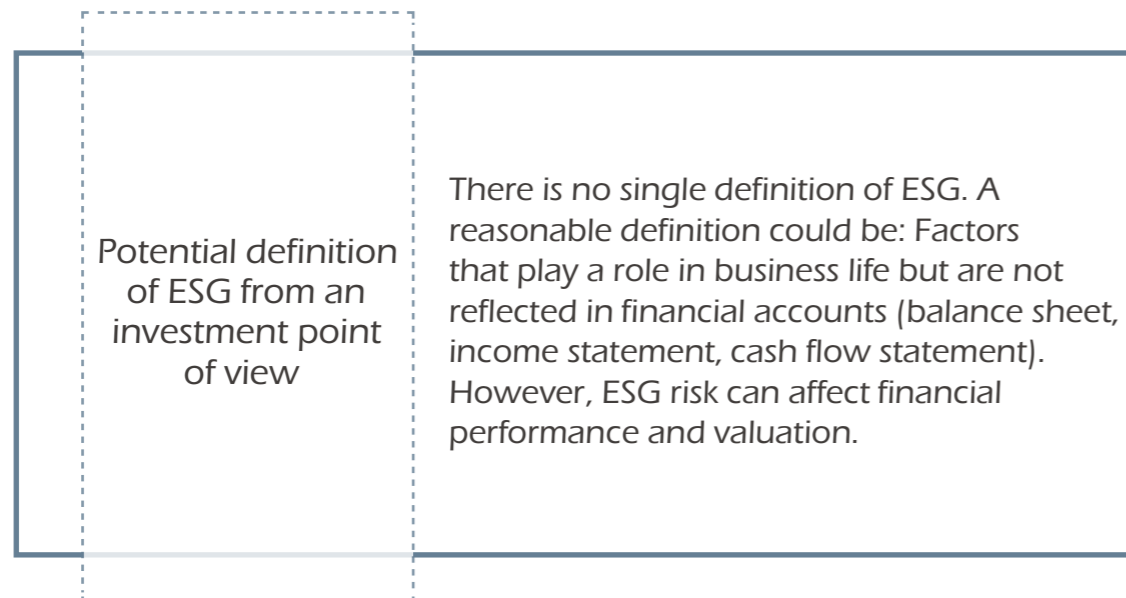 Potential definition
of ESG from an
investment point
of view
There is no single definition of ESG. A
reasonable definition could be: Factors
that play a role in business life but are not
reflected in financial accounts (balance sheet,
income statement, cash flow statement).
However, ESG risk can affect financial
performance and valuation.